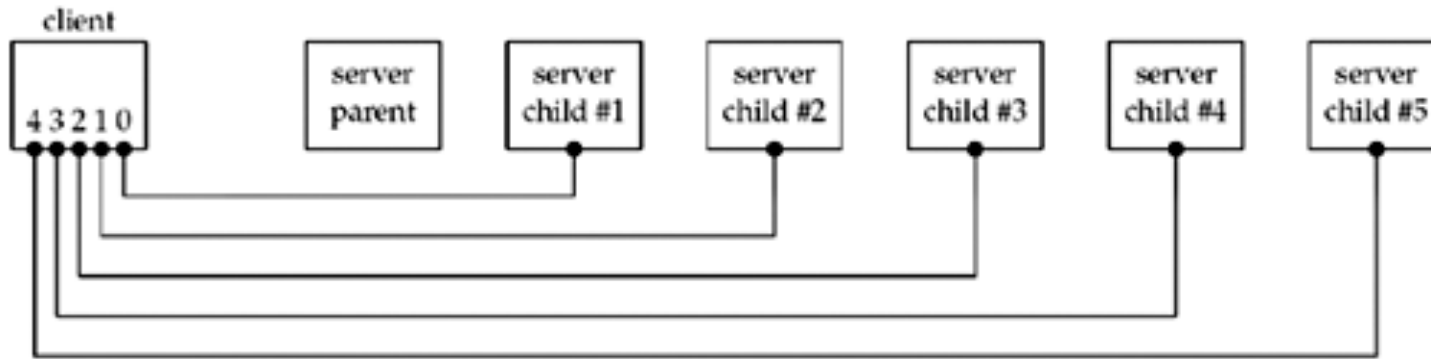 client
4 3 2 1 0
server
parent
server
child #1
server
child #2
server
child #3
server
child #4
server
child #5